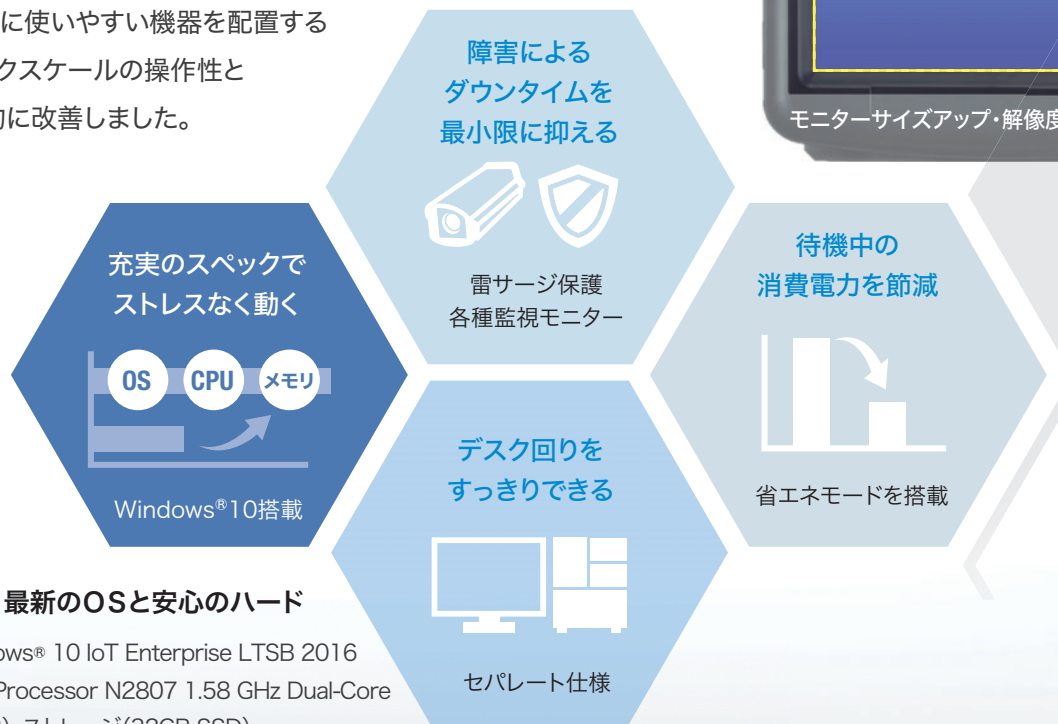 に使いやすい機器を配置する
クスケールの操作性と
に改善しました。
障害による
ダウンタイムを
最小限に抑える
雷サージ保護
各種監視モニター
モニターサイズアップ・解像度
充実のスペックで
ストレスなく動く
OS CPU メモリ
Windows®10搭載
待機中の
消費電力を節減
省エネモードを搭載
デスク回りを
すっきりできる
セパレート仕様
最新のOSと安心のハード
ows® 10 IoT Enterprise LTSB 2016
Processor N2807 1.58 GHz Dual-Core